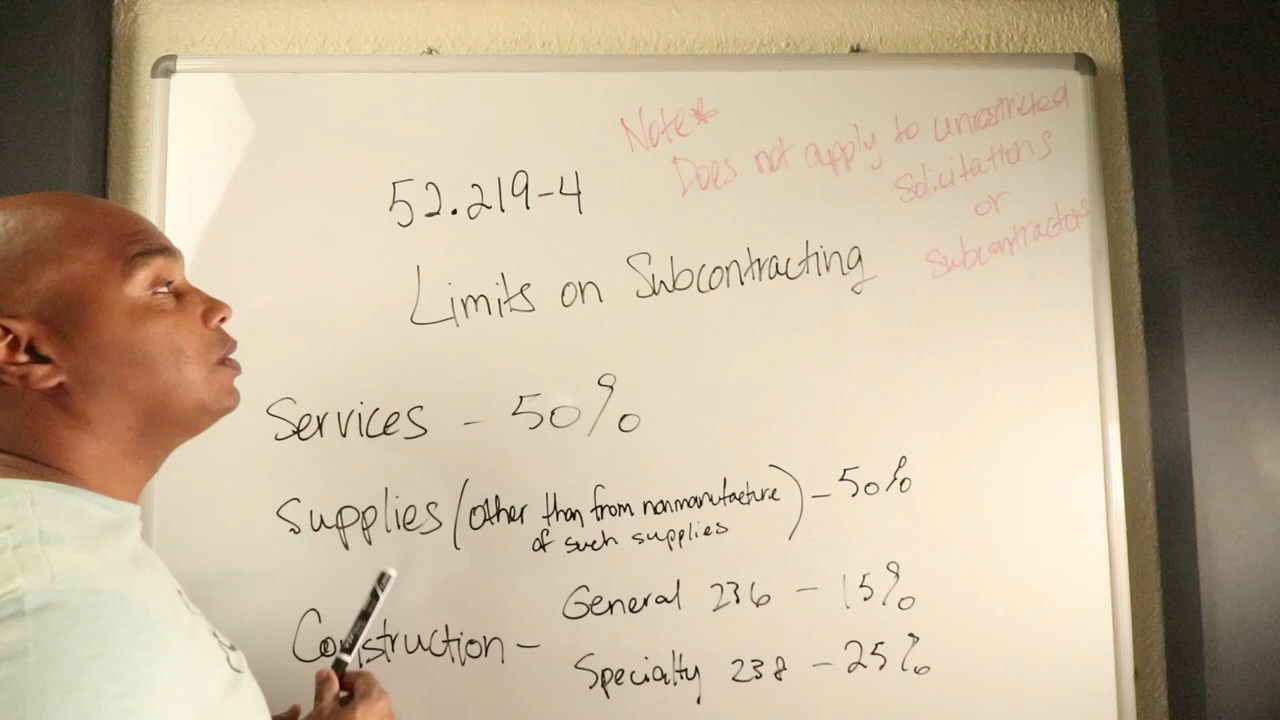 Note*
Does not apply to unrestricted
solicitations
or
subcontractors
52.219-4
Limits on Subcontracting
Services - 50%
Supplies (other than from nonmanufacture
of such supplies) - 50%
Construction -
General 236 - 15%
Specialty 238 - 25%